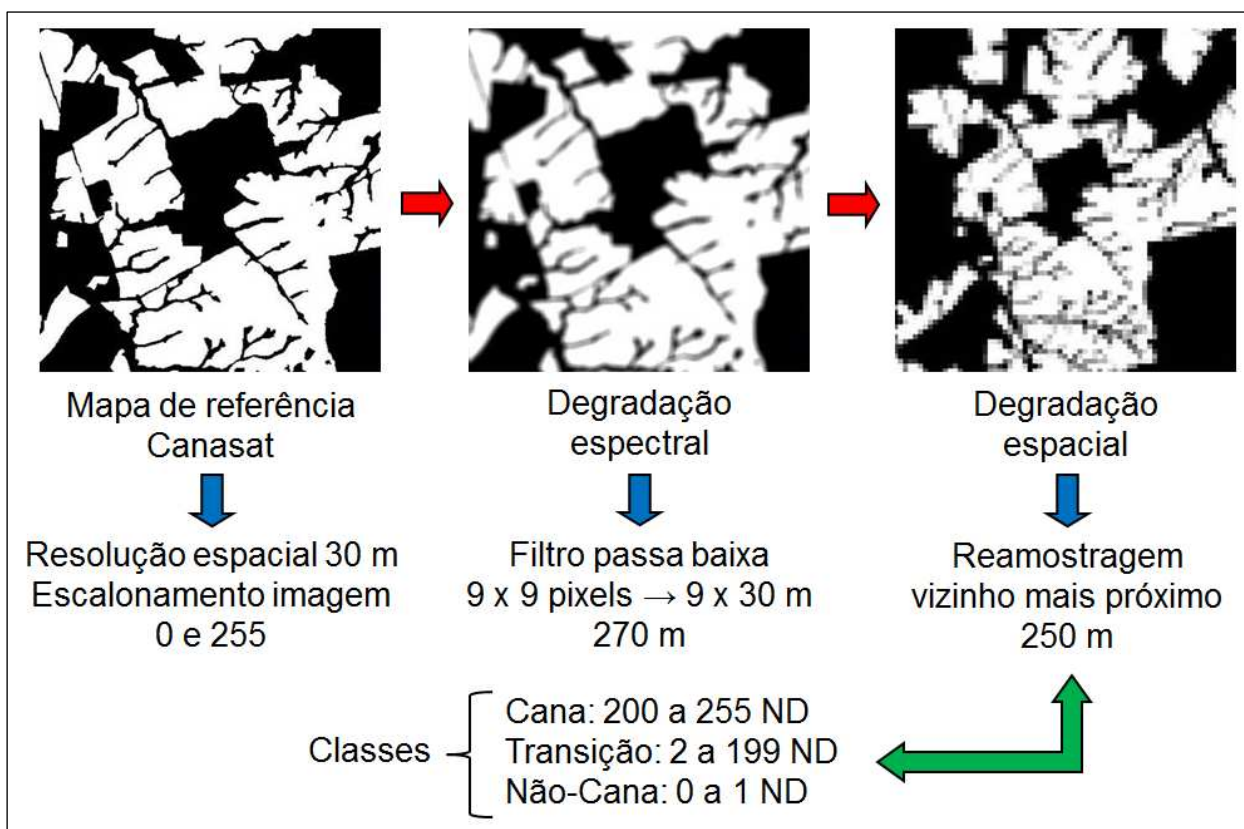 Mapa de referência
Canasat
Resolução espacial 30 m
Escalonamento imagem
0 e 255
Degradação
espectral
Filtro passa baixa
9 x 9 pixels → 9 x 30 m
270 m
Degradação
espacial
Reamostragem
vizinho mais próximo
250 m
Classes
Cana: 200 a 255 ND
Transição: 2 a 199 ND
Não-Cana: 0 a 1 ND